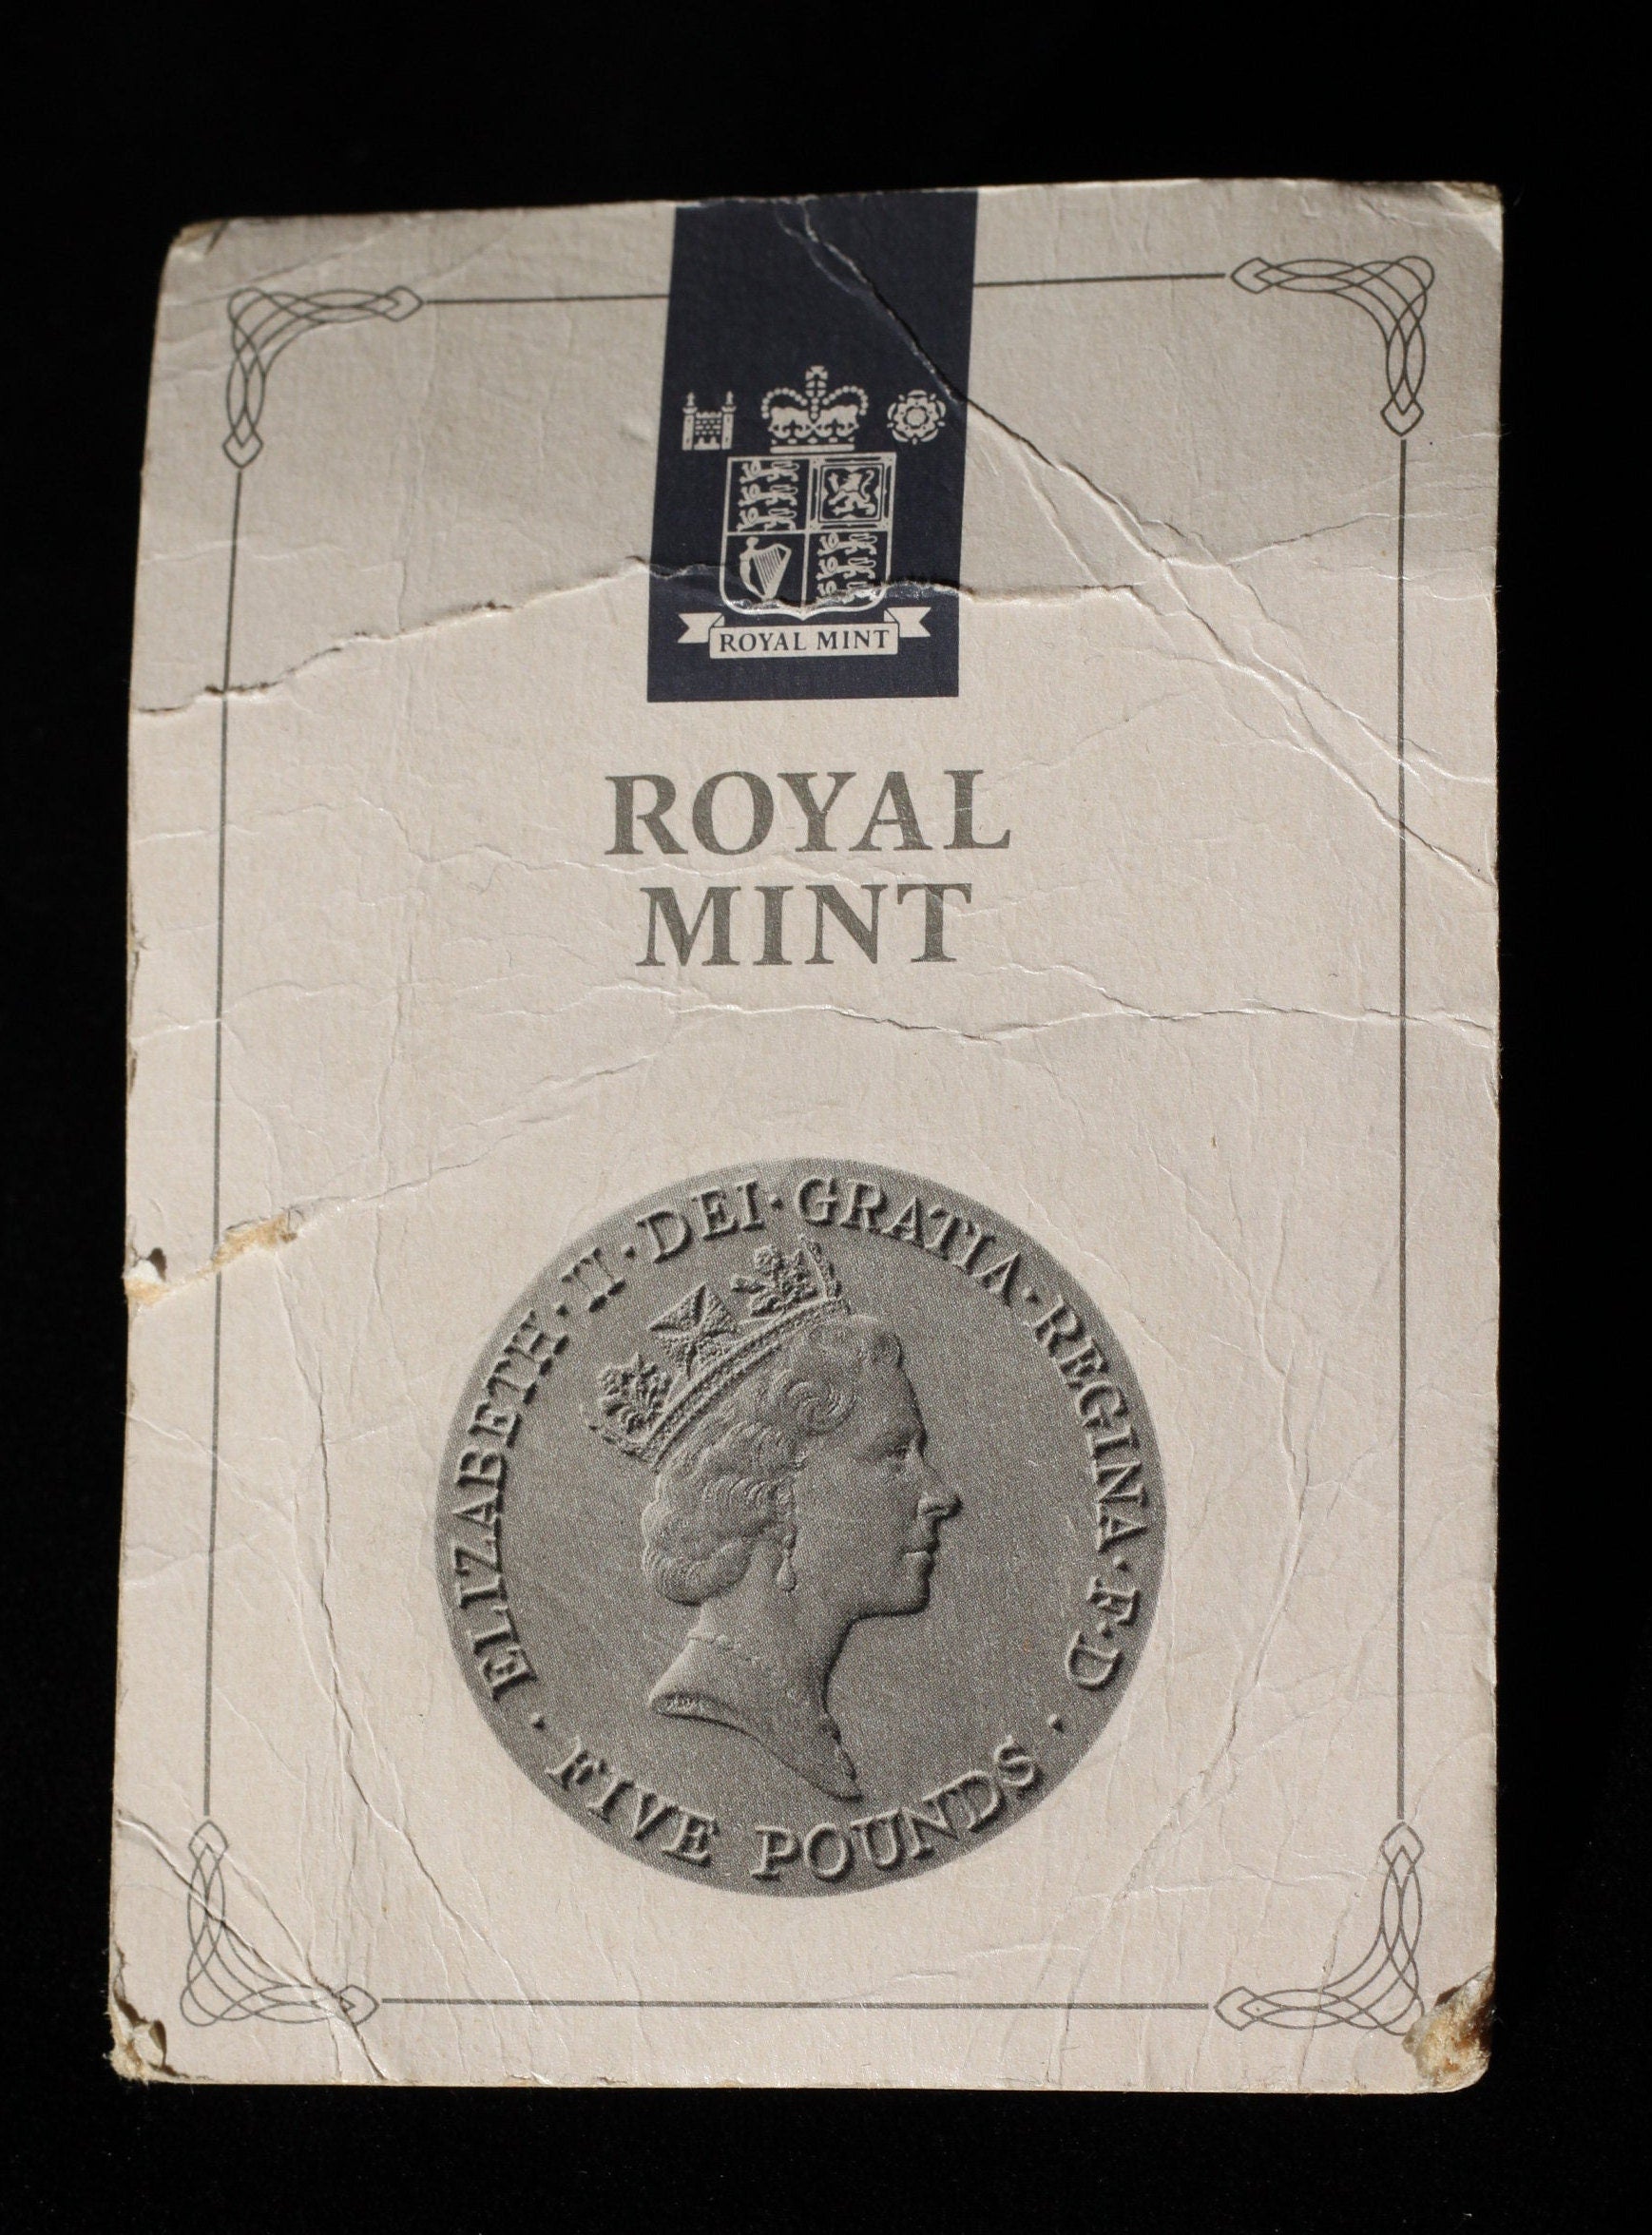 ROYAL MINT
ROYAL
MINT
ELIZABETH · II · DEI · GRATIA · REGINA · F · D
· FIVE POUNDS ·